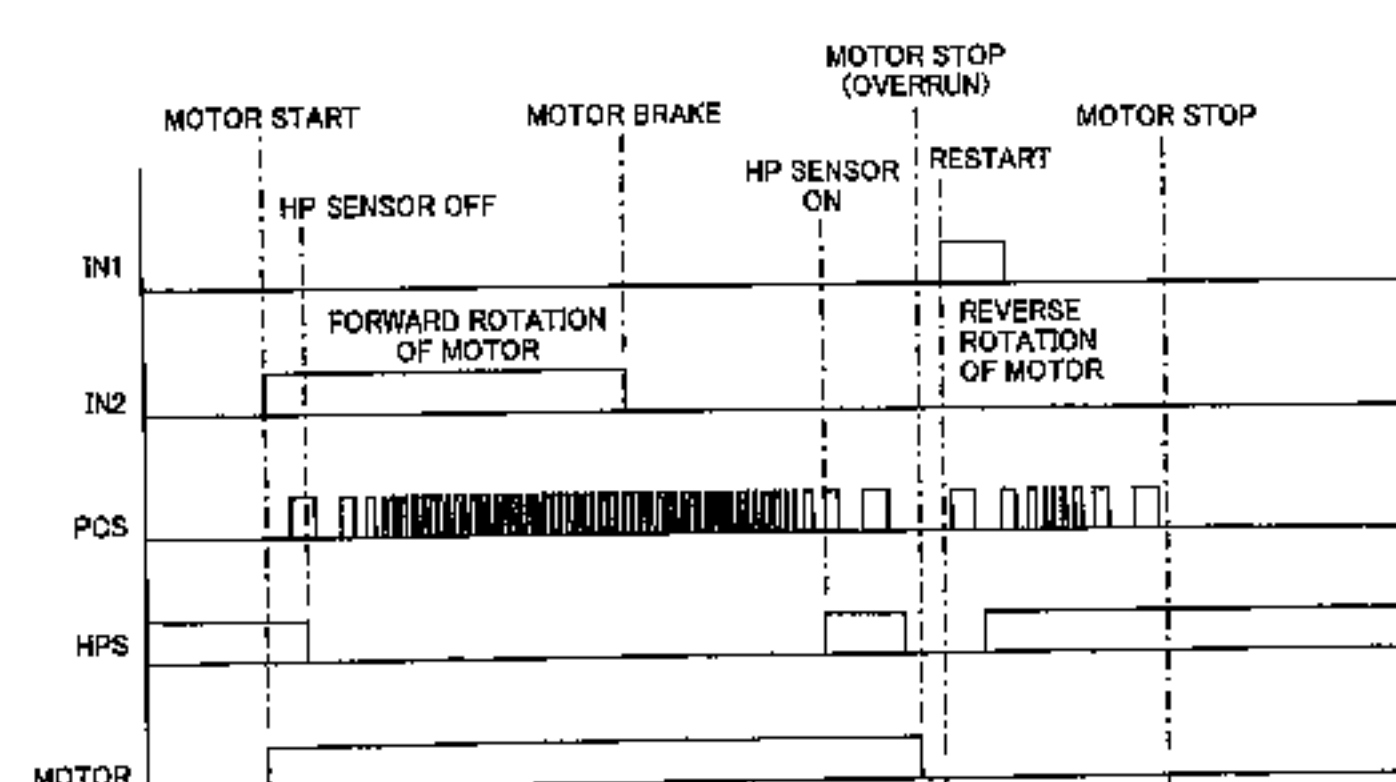 MOTOR STOP
(OVERRUN)
MOTOR START
MOTOR BRAKE
MOTOR STOP
HP SENSOR
ON
RESTART
HP SENSOR OFF
IN1
FORWARD ROTATION
OF MOTOR
REVERSE
ROTATION
OF MOTOR
IN2
PCS
HPS
MOTOR